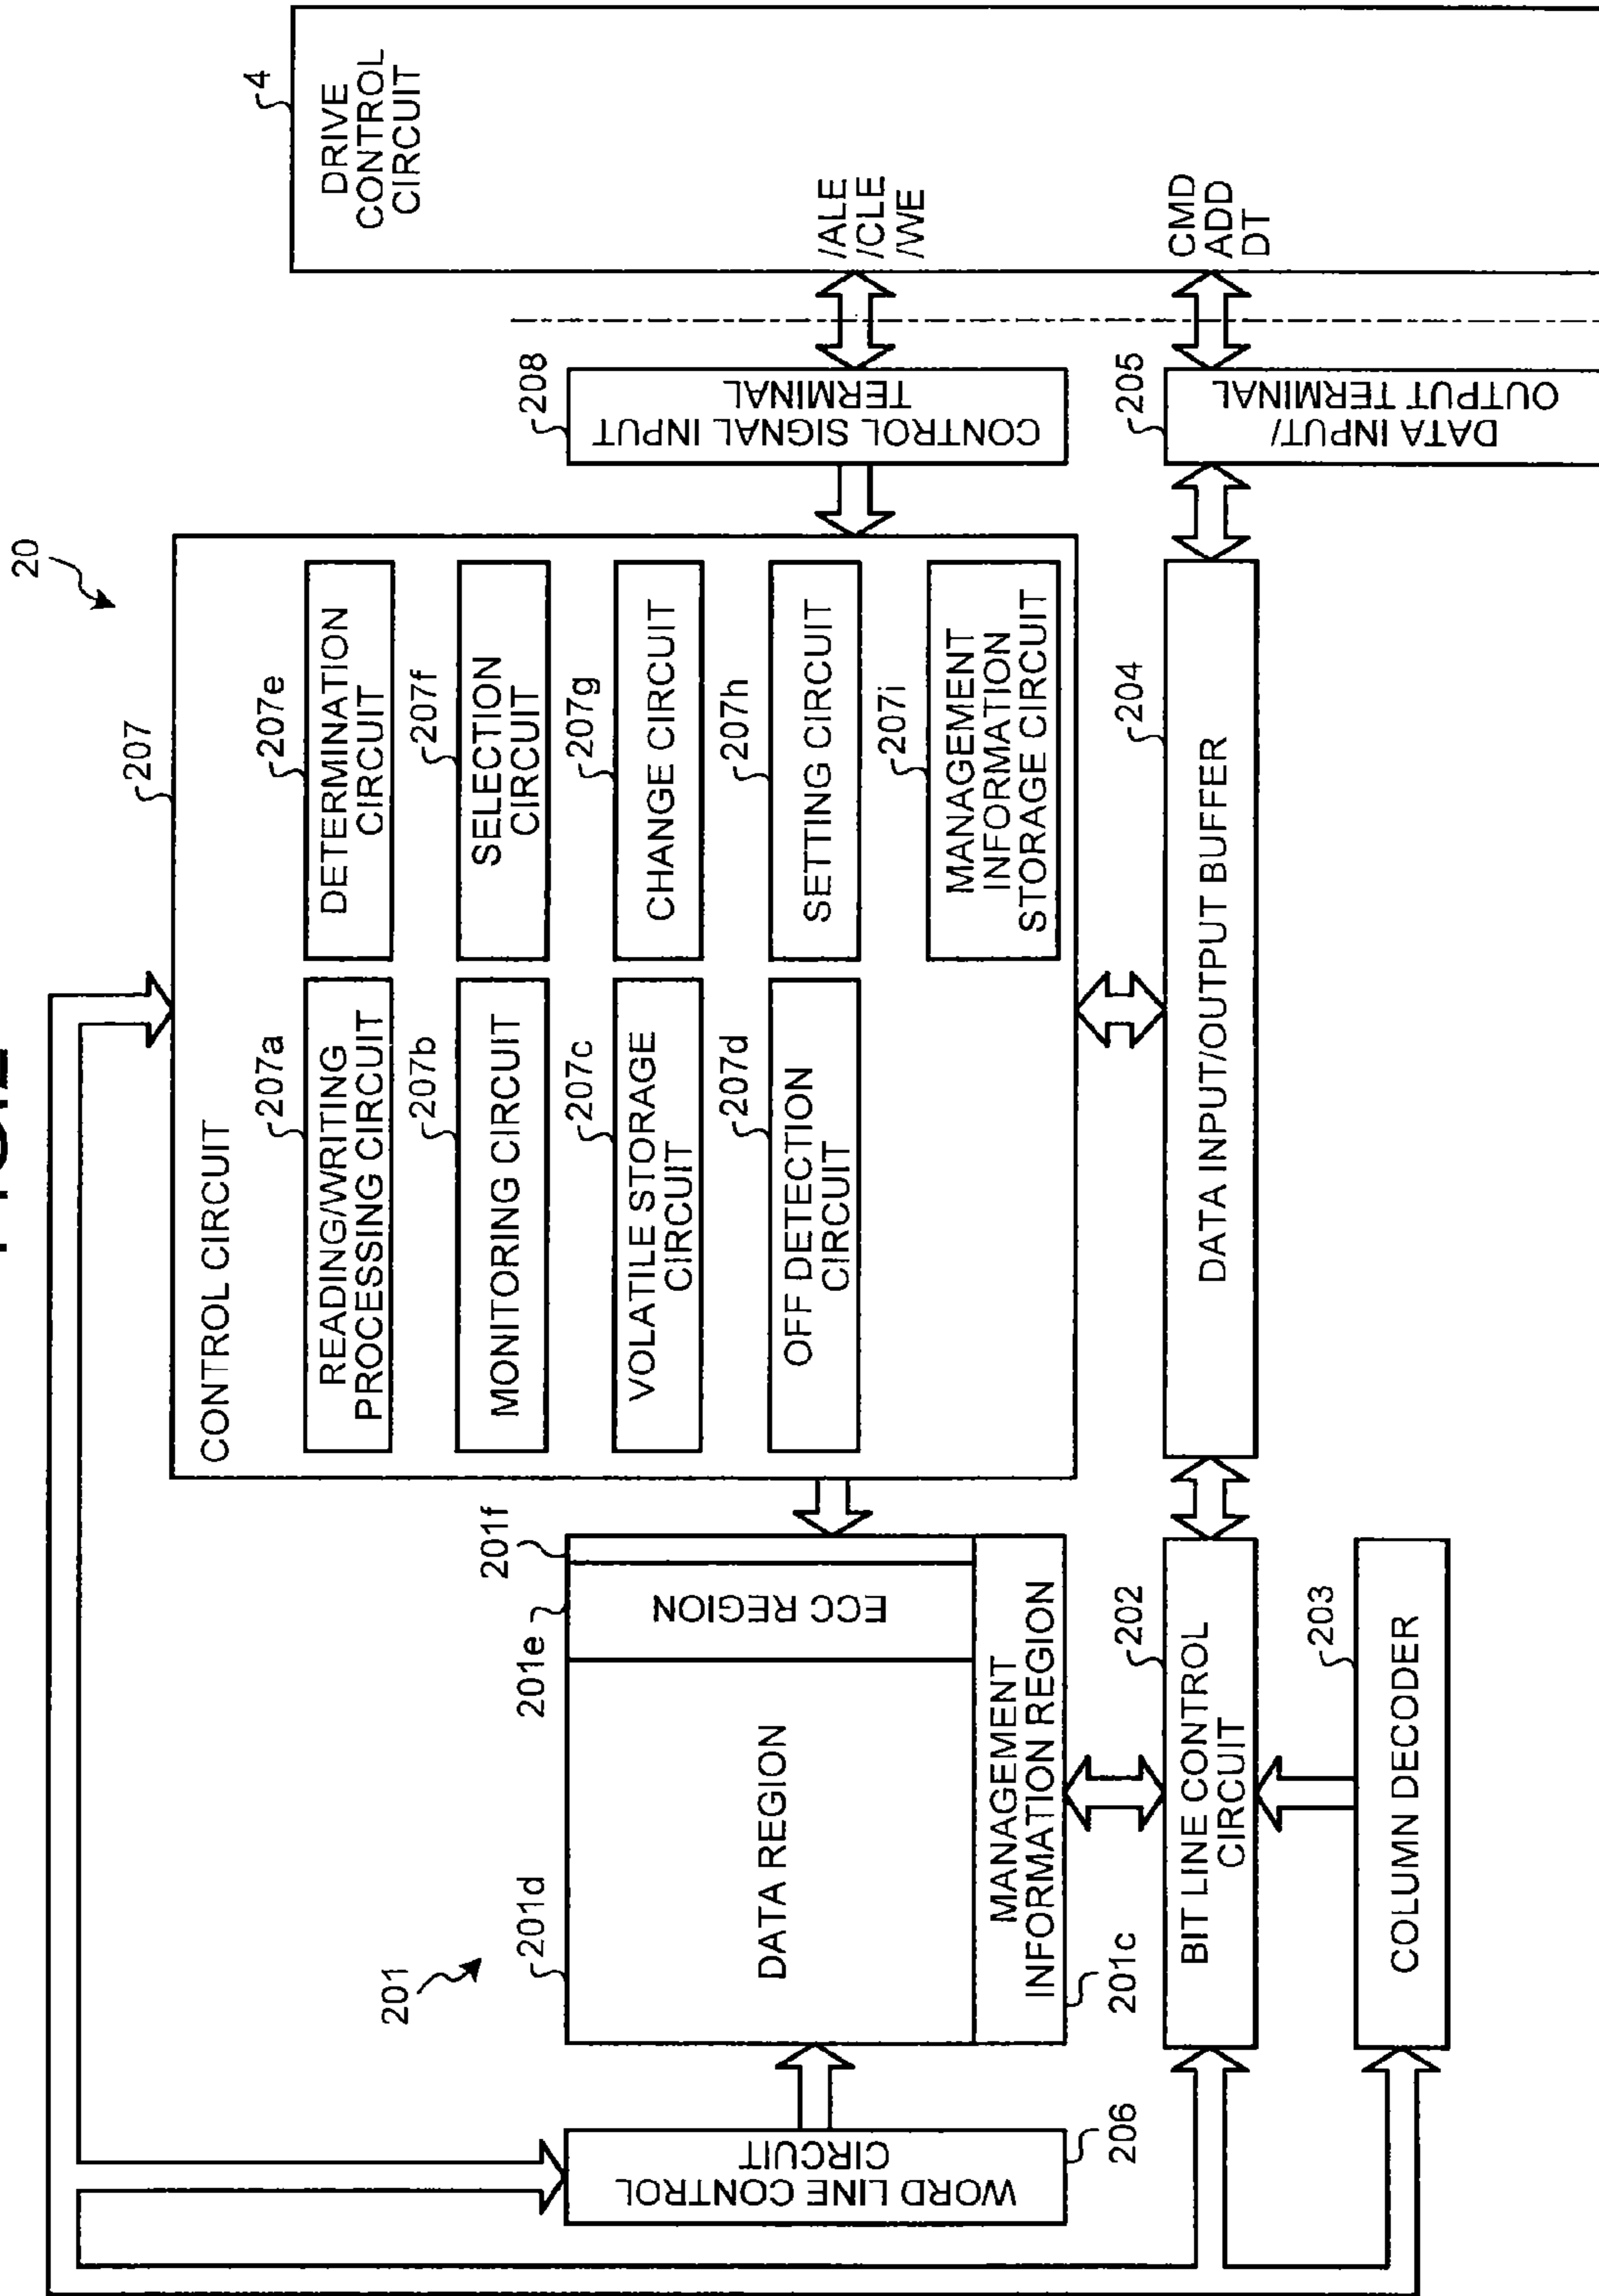 20
207
CONTROL CIRCUIT
207a
READING/WRITING
PROCESSING CIRCUIT
207e
DETERMINATION
CIRCUIT
207b
MONITORING CIRCUIT
207f
SELECTION
CIRCUIT
207c
VOLATILE STORAGE
CIRCUIT
207g
CHANGE CIRCUIT
207d
OFF DETECTION
CIRCUIT
207h
SETTING CIRCUIT
207i
MANAGEMENT
INFORMATION
STORAGE CIRCUIT
4
DRIVE
CONTROL
CIRCUIT
/ALE
/CLE
/WE
CMD
ADD
DT
208
CONTROL SIGNAL INPUT
TERMINAL
205
DATA INPUT/
OUTPUT TERMINAL
204
DATA INPUT/OUTPUT BUFFER
201
201d
DATA REGION
201e
ECC REGION
201f
MANAGEMENT
INFORMATION REGION
201c
206
WORD LINE CONTROL
CIRCUIT
202
BIT LINE CONTROL
CIRCUIT
203
COLUMN DECODER